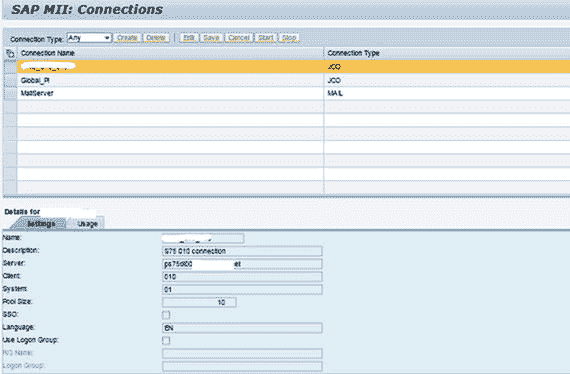 SAP MII: Connections
Connection Type: Any Create Delete Edit Save Cancel Start Stop
Connection Name Connection Type
JCO
Global_PI JCO
MailServer MAIL
Details for
Settings Usage
Name:
Description: S75 010 connection
Server:
Client: 010
System: 01
Pool Size: 10
SSO:
Language: EN
Use Logon Group:
R/3 Name:
Logon Group: